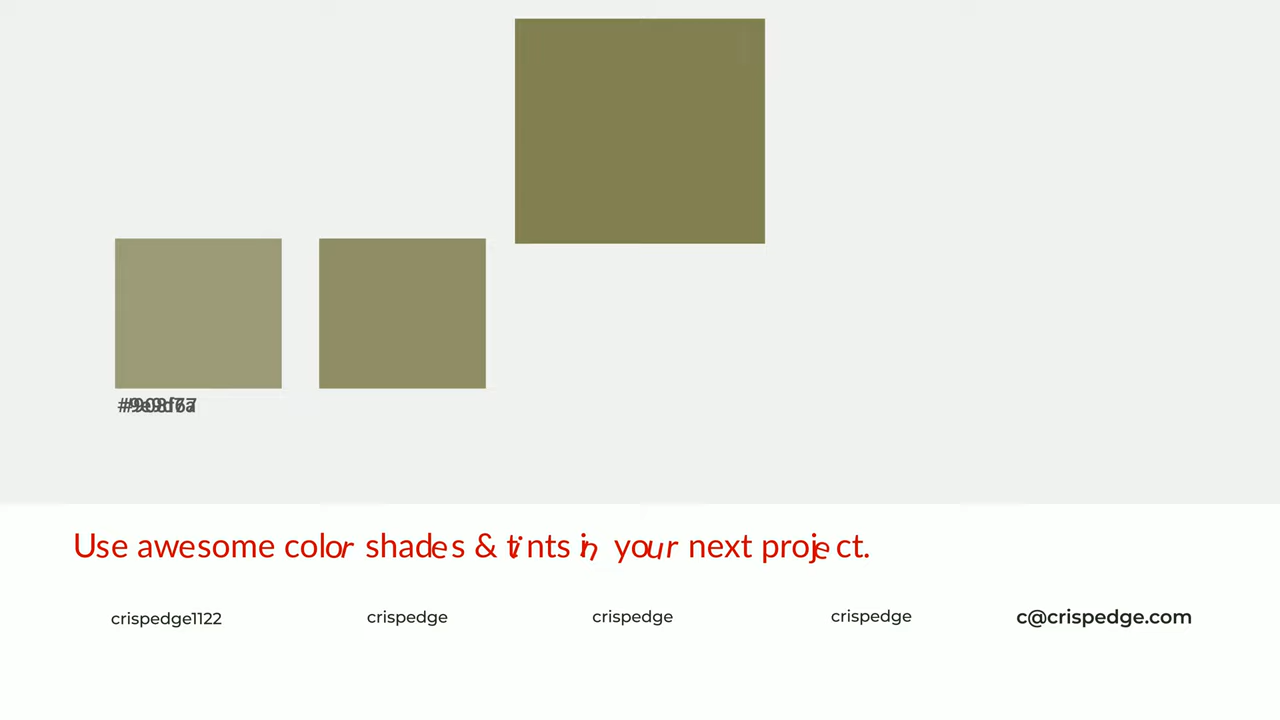 Use awesome color shades & tints in your next project.
crispedge1122 crispedge crispedge crispedge c@crispedge.com